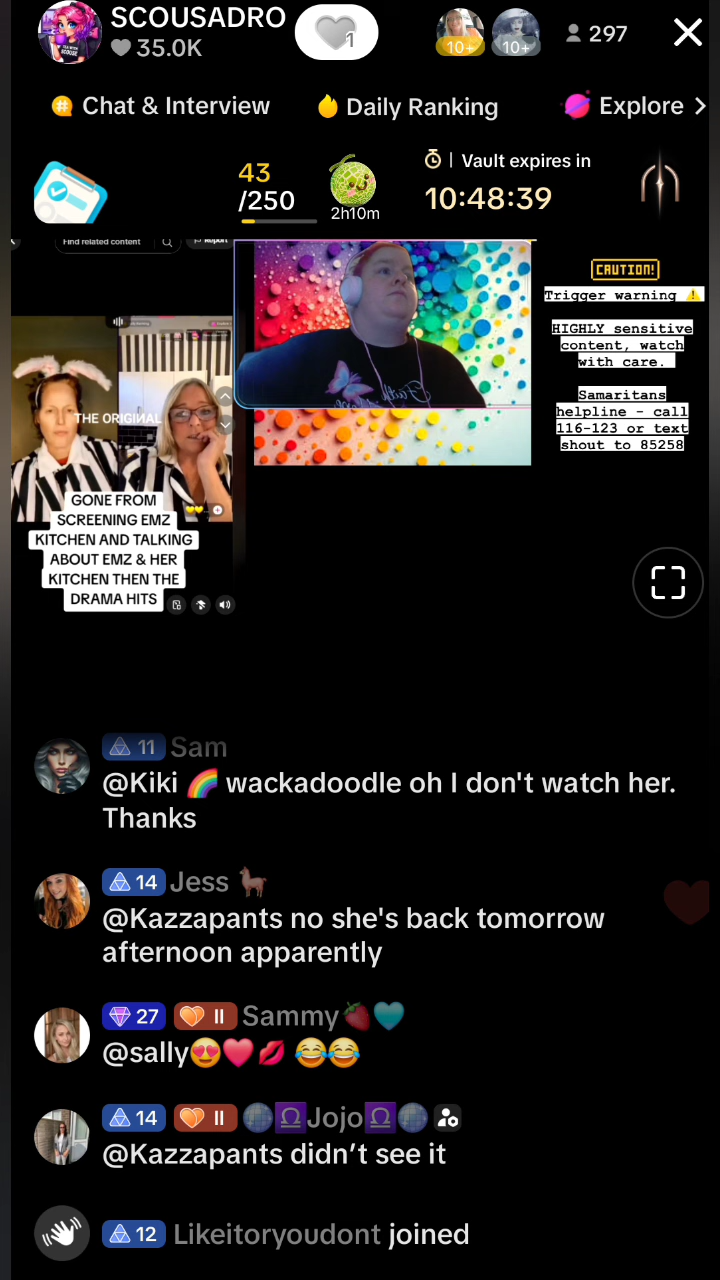 SCOUSADRO
35.0K
1
10+
10+
297
Chat & Interview
Daily Ranking
Explore
43
/250
2h10m
Vault expires in
10:48:39
Find related content
Report
THE ORIGINAL
GONE FROM
SCREENING EMZ
KITCHEN AND TALKING
ABOUT EMZ & HER
KITCHEN THEN THE
DRAMA HITS
CAUTION!
Trigger warning ⚠️
HIGHLY sensitive
content, watch
with care.
Samaritans
helpline - call
116-123 or text
shout to 85258
11 Sam
@Kiki 🌈 wackadoodle oh I don't watch her.
Thanks
14 Jess 🦙
@Kazzapants no she's back tomorrow
afternoon apparently
27 II Sammy🍓🩵
@sally😍❤️💋 😂😂
14 II 🪩♎Jojo♎🪩
@Kazzapants didn’t see it
12 Likeitoryoudont joined